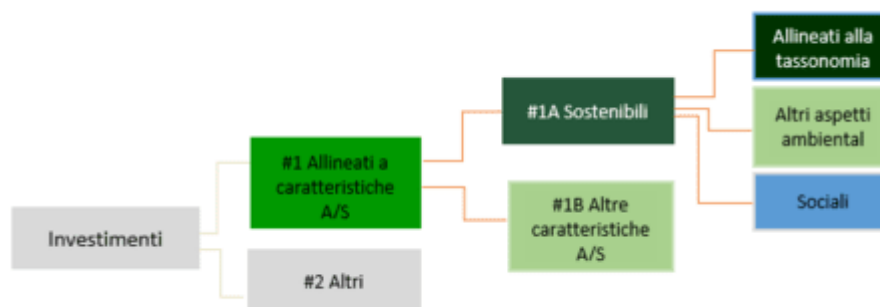 Investimenti
#1 Allineati a
caratteristiche
A/S
#2 Altri
#1A Sostenibili
#1B Altre
caratteristiche
A/S
Allineati alla
tassonomia
Altri aspetti
ambiental
Sociali